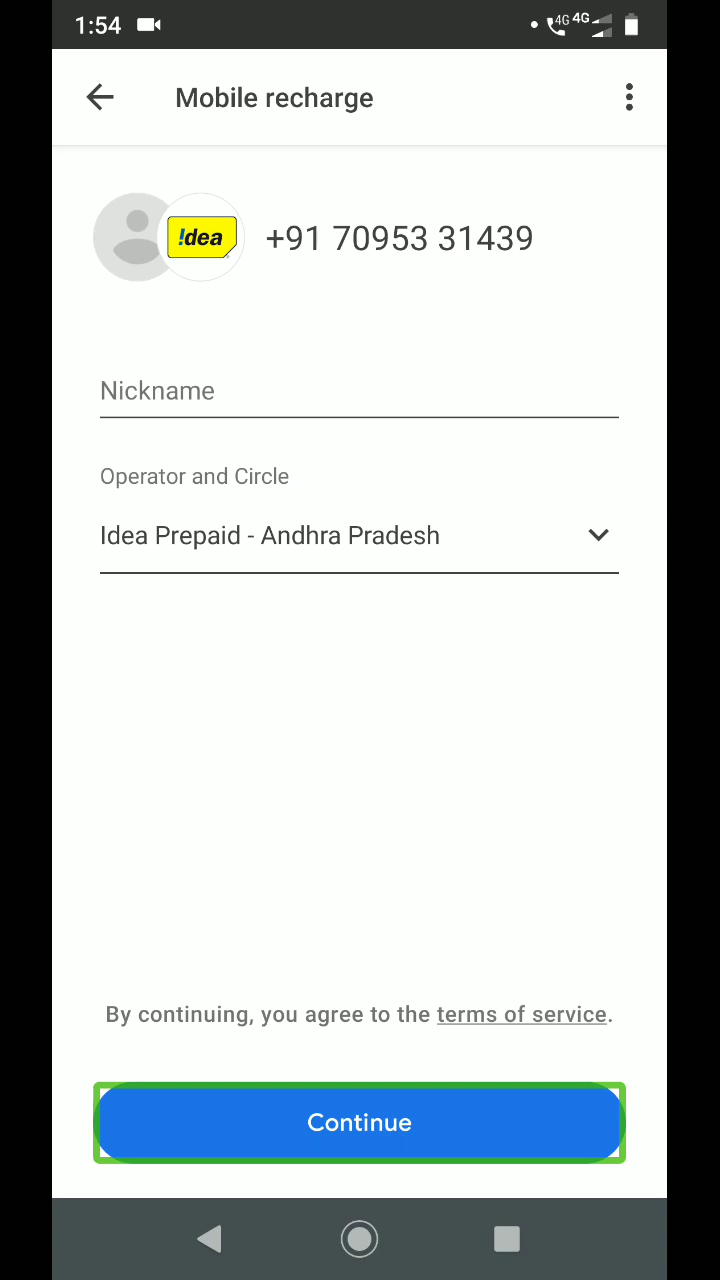 1:54
4G 4G
Mobile recharge
!dea
+91 70953 31439
Nickname
Operator and Circle
Idea Prepaid - Andhra Pradesh
By continuing, you agree to the terms of service.
Continue